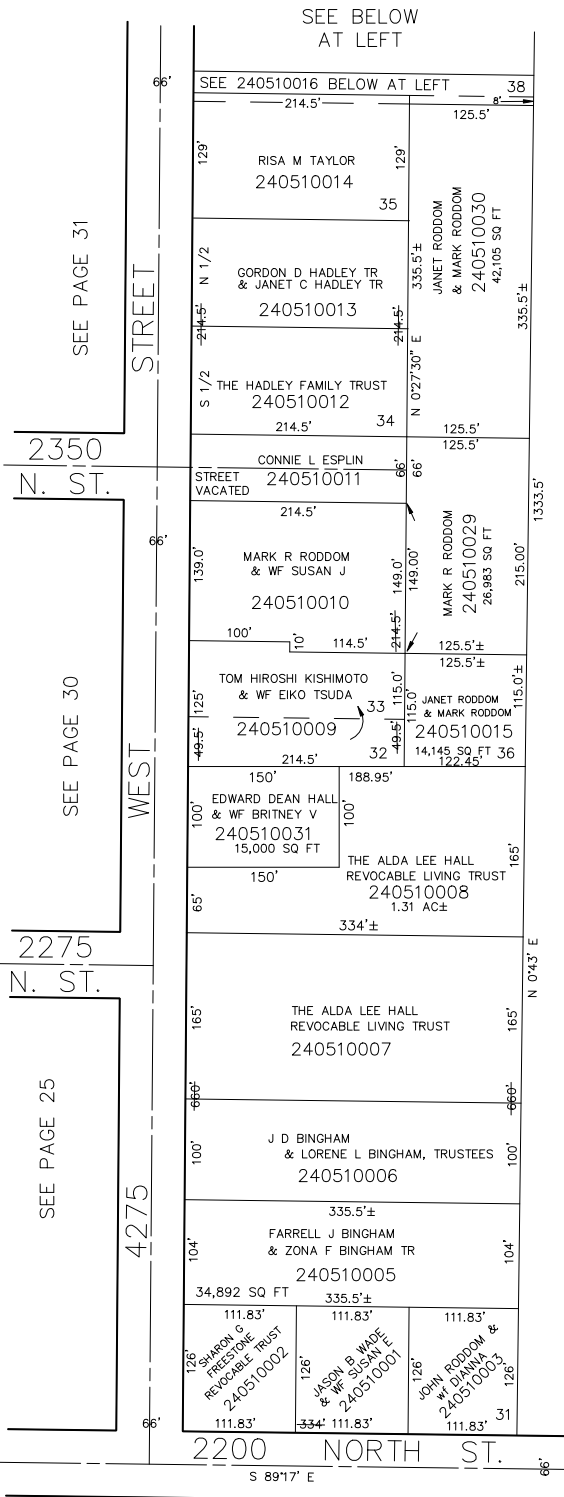 SEE BELOW
AT LEFT
66'
SEE 240510016 BELOW AT LEFT
38
8'
214.5'
125.5'
129'
RISA M TAYLOR
240510014
129'
35
JANET RODDOM
& MARK RODDOM
240510030
42,105 SQ FT
335.5'±
335.5'±
SEE PAGE 31
STREET
N 1/2
GORDON D HADLEY TR
& JANET C HADLEY TR
240510013
214.5'
214.5'
N 0°27'30" E
S 1/2
THE HADLEY FAMILY TRUST
240510012
214.5'
34
125.5'
125.5'
2350
N. ST.
CONNIE L ESPLIN
240510011
STREET
VACATED
66'
66'
214.5'
1333.5'
66'
139.0'
MARK R RODDOM
& WF SUSAN J
240510010
149.0'
149.00'
214.5'
MARK R RODDOM
240510029
26,983 SQ FT
215.00'
100'
10'
114.5'
125.5'±
125.5'±
SEE PAGE 30
125'
TOM HIROSHI KISHIMOTO
& WF EIKO TSUDA
33
240510009
115.0'
115.0'
JANET RODDOM
& MARK RODDOM
240510015
14,145 SQ FT
36
115.0'±
49.5'
49.5'
214.5'
32
122.45'
WEST
150'
188.95'
100'
EDWARD DEAN HALL
& WF BRITNEY V
240510031
15,000 SQ FT
100'
150'
165'
65'
THE ALDA LEE HALL
REVOCABLE LIVING TRUST
240510008
1.31 AC±
334'±
2275
N. ST.
N 0°43' E
165'
THE ALDA LEE HALL
REVOCABLE LIVING TRUST
240510007
165'
660'
660'
SEE PAGE 25
100'
J D BINGHAM
& LORENE L BINGHAM, TRUSTEES
240510006
100'
335.5'±
4275
104'
FARRELL J BINGHAM
& ZONA F BINGHAM TR
240510005
104'
34,892 SQ FT
335.5'±
111.83'
111.83'
111.83'
126'
SHARON G
FREESTONE
REVOCABLE TRUST
240510002
126'
JASON B WADE
& WF SUSAN E
240510001
126'
JOHN RODDOM &
wf DIANNA
240510003
126'
31
66'
111.83'
334'
111.83'
111.83'
2200 NORTH ST.
66'
S 89°17' E